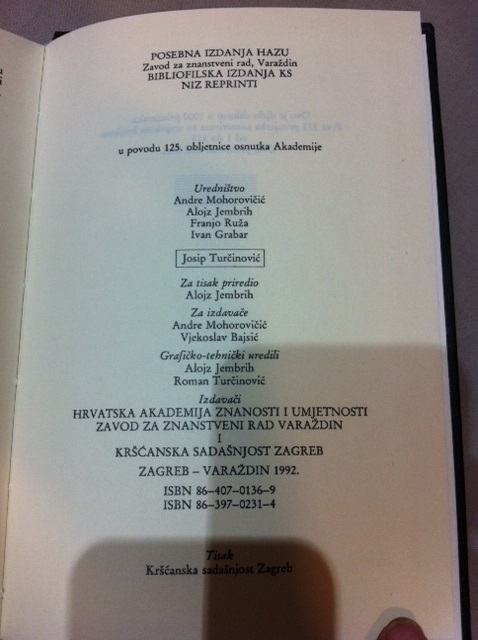 POSEBNA IZDANJA HAZU
Zavod za znanstveni rad, Varaždin
BIBLIOFILSKA IZDANJA KS
NIZ REPRINTI
u povodu 125. obljetnice osnutka Akademije
Uredništvo
Andre Mohorovičić
Alojz Jembrih
Franjo Ruža
Ivan Grabar
Josip Turčinović
Za tisak priredio
Alojz Jembrih
Za izdavače
Andre Mohorovičić
Vjekoslav Bajsić
Grafičko-tehnički uredili
Alojz Jembrih
Roman Turčinović
Izdavači
HRVATSKA AKADEMIJA ZNANOSTI I UMJETNOSTI
ZAVOD ZA ZNANSTVENI RAD VARAŽDIN
I
KRŠĆANSKA SADAŠNJOST ZAGREB
ZAGREB – VARAŽDIN 1992.
ISBN 86–407–0136–9
ISBN 86–397–0231–4
Tisak
Kršćanska sadašnjost Zagreb